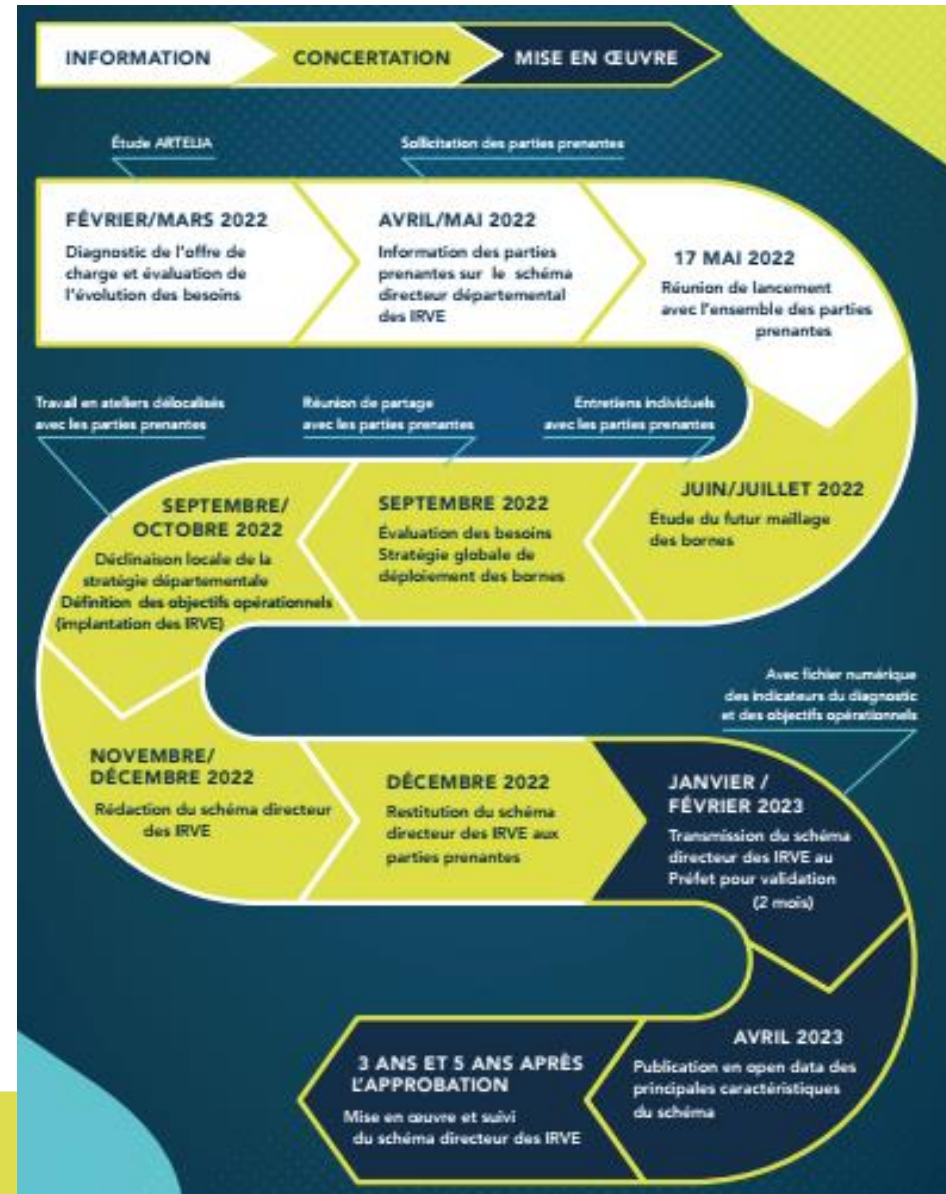 INFORMATION
CONCERTATION
MISE EN ŒUVRE
Étude ARTELIA
Sollicitation des parties prenantes
FÉVRIER/MARS 2022
Diagnostic de l'offre de
charge et évaluation de
l'évolution des besoins
AVRIL/MAI 2022
Information des parties
prenantes sur le schéma
directeur départemental
des IRVE
17 MAI 2022
Réunion de lancement
avec l'ensemble des parties
prenantes
Entretiens individuels
avec les parties prenantes
JUIN/JUILLET 2022
Étude du futur maillage
des bornes
Réunion de partage
avec les parties prenantes
SEPTEMBRE 2022
Évaluation des besoins
Stratégie globale de
déploiement des bornes
Travail en ateliers délocalisés
avec les parties prenantes
SEPTEMBRE/
OCTOBRE 2022
Déclinaison locale de la
stratégie départementale
Définition des objectifs opérationnels
(implantation des IRVE)
NOVEMBRE/
DÉCEMBRE 2022
Rédaction du schéma directeur
des IRVE
DÉCEMBRE 2022
Restitution du schéma
directeur des IRVE aux
parties prenantes
Avec fichier numérique
des indicateurs du diagnostic
et des objectifs opérationnels
JANVIER /
FÉVRIER 2023
Transmission du schéma
directeur des IRVE au
Préfet pour validation
(2 mois)
AVRIL 2023
Publication en open data des
principales caractéristiques
du schéma
3 ANS ET 5 ANS APRÈS
L'APPROBATION
Mise en œuvre et suivi
du schéma directeur des IRVE